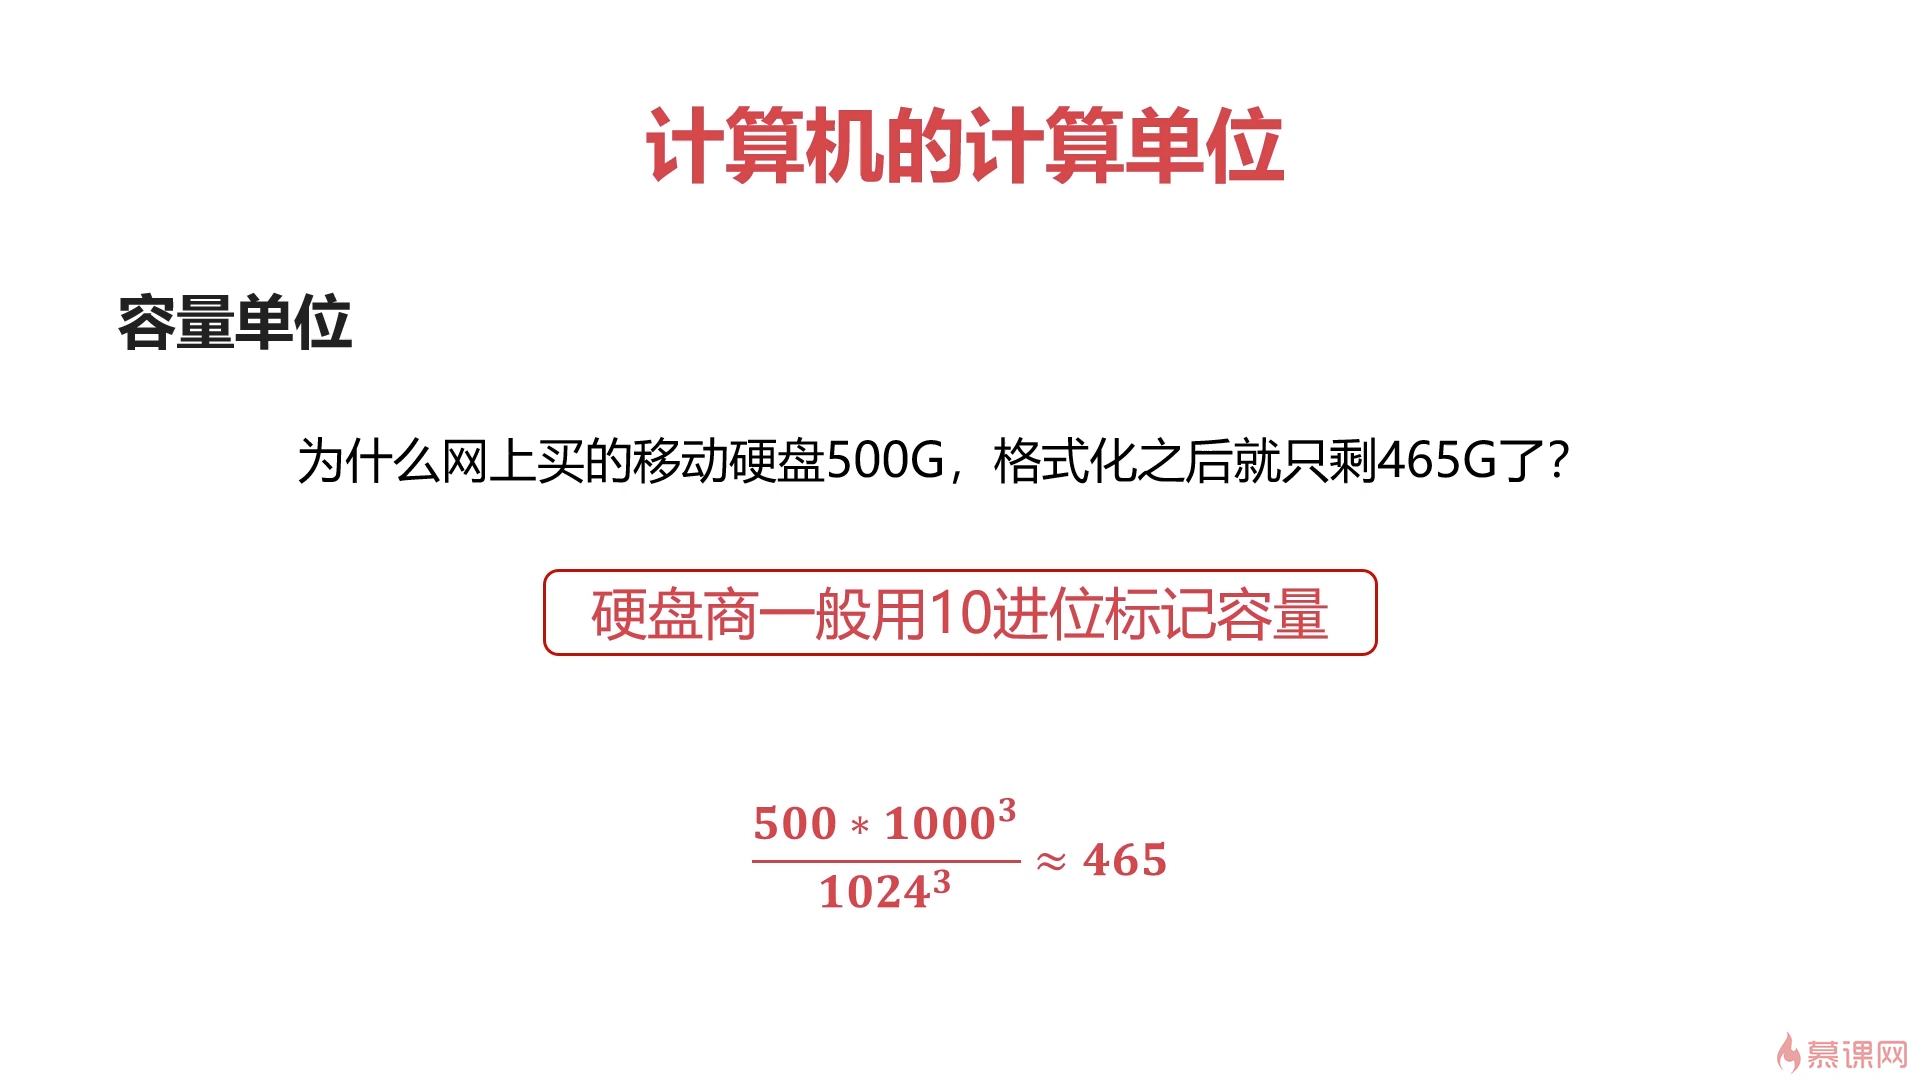 计算机的计算单位
容量单位
为什么网上买的移动硬盘500G，格式化之后就只剩465G了？
硬盘商一般用10进位标记容量
500 * 1000³
1024³
≈ 465
慕课网